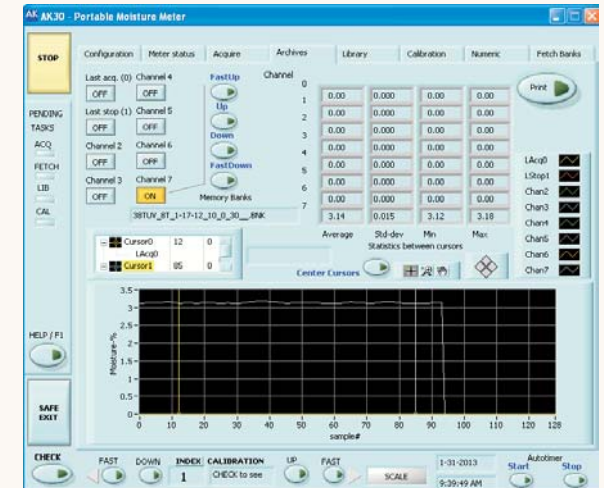 AK AK30 - Portable Moisture Meter
STOP
Configuration Meter status Acquire Archives Library Calibration Numeric Fetch Banks
Last acq. (0) Channel 4 FastUp Channel
OFF OFF
Last stop (1) Channel 5 Up
OFF OFF
Channel 2 Channel 6 Down
OFF OFF
Channel 3 Channel 7 FastDown
OFF ON
Memory Banks
38TUV_8T_1-17-12_10_0_30__.BNK
0 0.00 0.000 0.00 0.00
1 0.00 0.000 0.00 0.00
2 0.00 0.000 0.00 0.00
3 0.00 0.000 0.00 0.00
4 0.00 0.000 0.00 0.00
5 0.00 0.000 0.00 0.00
6 0.00 0.000 0.00 0.00
7 3.14 0.015 3.12 3.18
Average Std-dev Min Max
Statistics between cursors
Print
LAcq0
LStop1
Chan2
Chan3
Chan4
Chan5
Chan6
Chan7
PENDING
TASKS
ACQ
FETCH
LIB
CAL
Cursor0 12 0
LAcq0
Cursor1 85 0
Center Cursors
HELP / F1
SAFE
EXIT
Moisture-%
3.5
3
2.5
2
1.5
1
0.5
0
0 10 20 30 40 50 60 70 80 90 100 110 120 128
sample#
CHECK
FAST DOWN INDEX CALIBRATION UP FAST
1 CHECK to see
SCALE
1-31-2013
9:39:49 AM
Autotimer
Start Stop